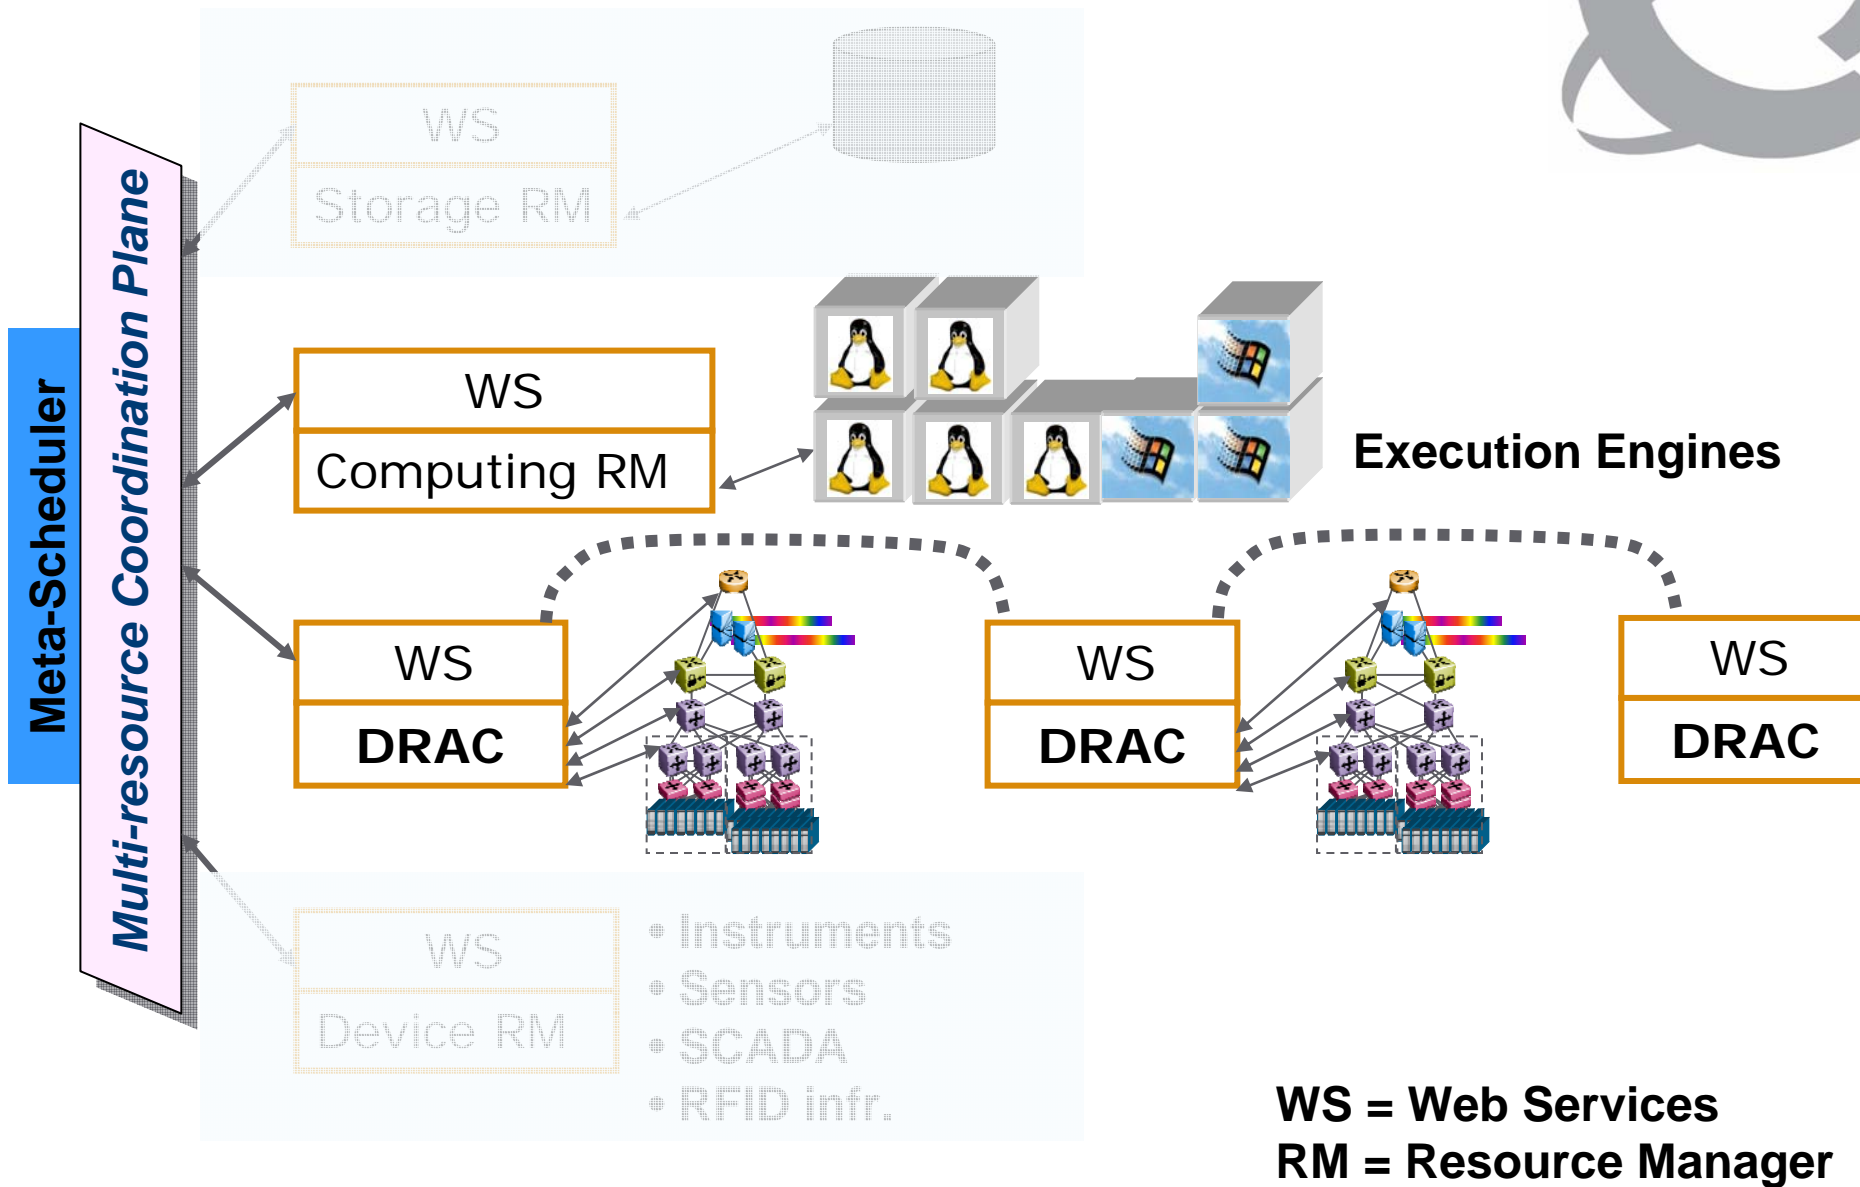 Meta-Scheduler
Multi-resource Coordination Plane
WS
Storage RM
WS
Computing RM
Execution Engines
WS
DRAC
WS
DRAC
WS
DRAC
WS
Device RM
• Instruments
• Sensors
• SCADA
• RFID infr.
WS = Web Services
RM = Resource Manager